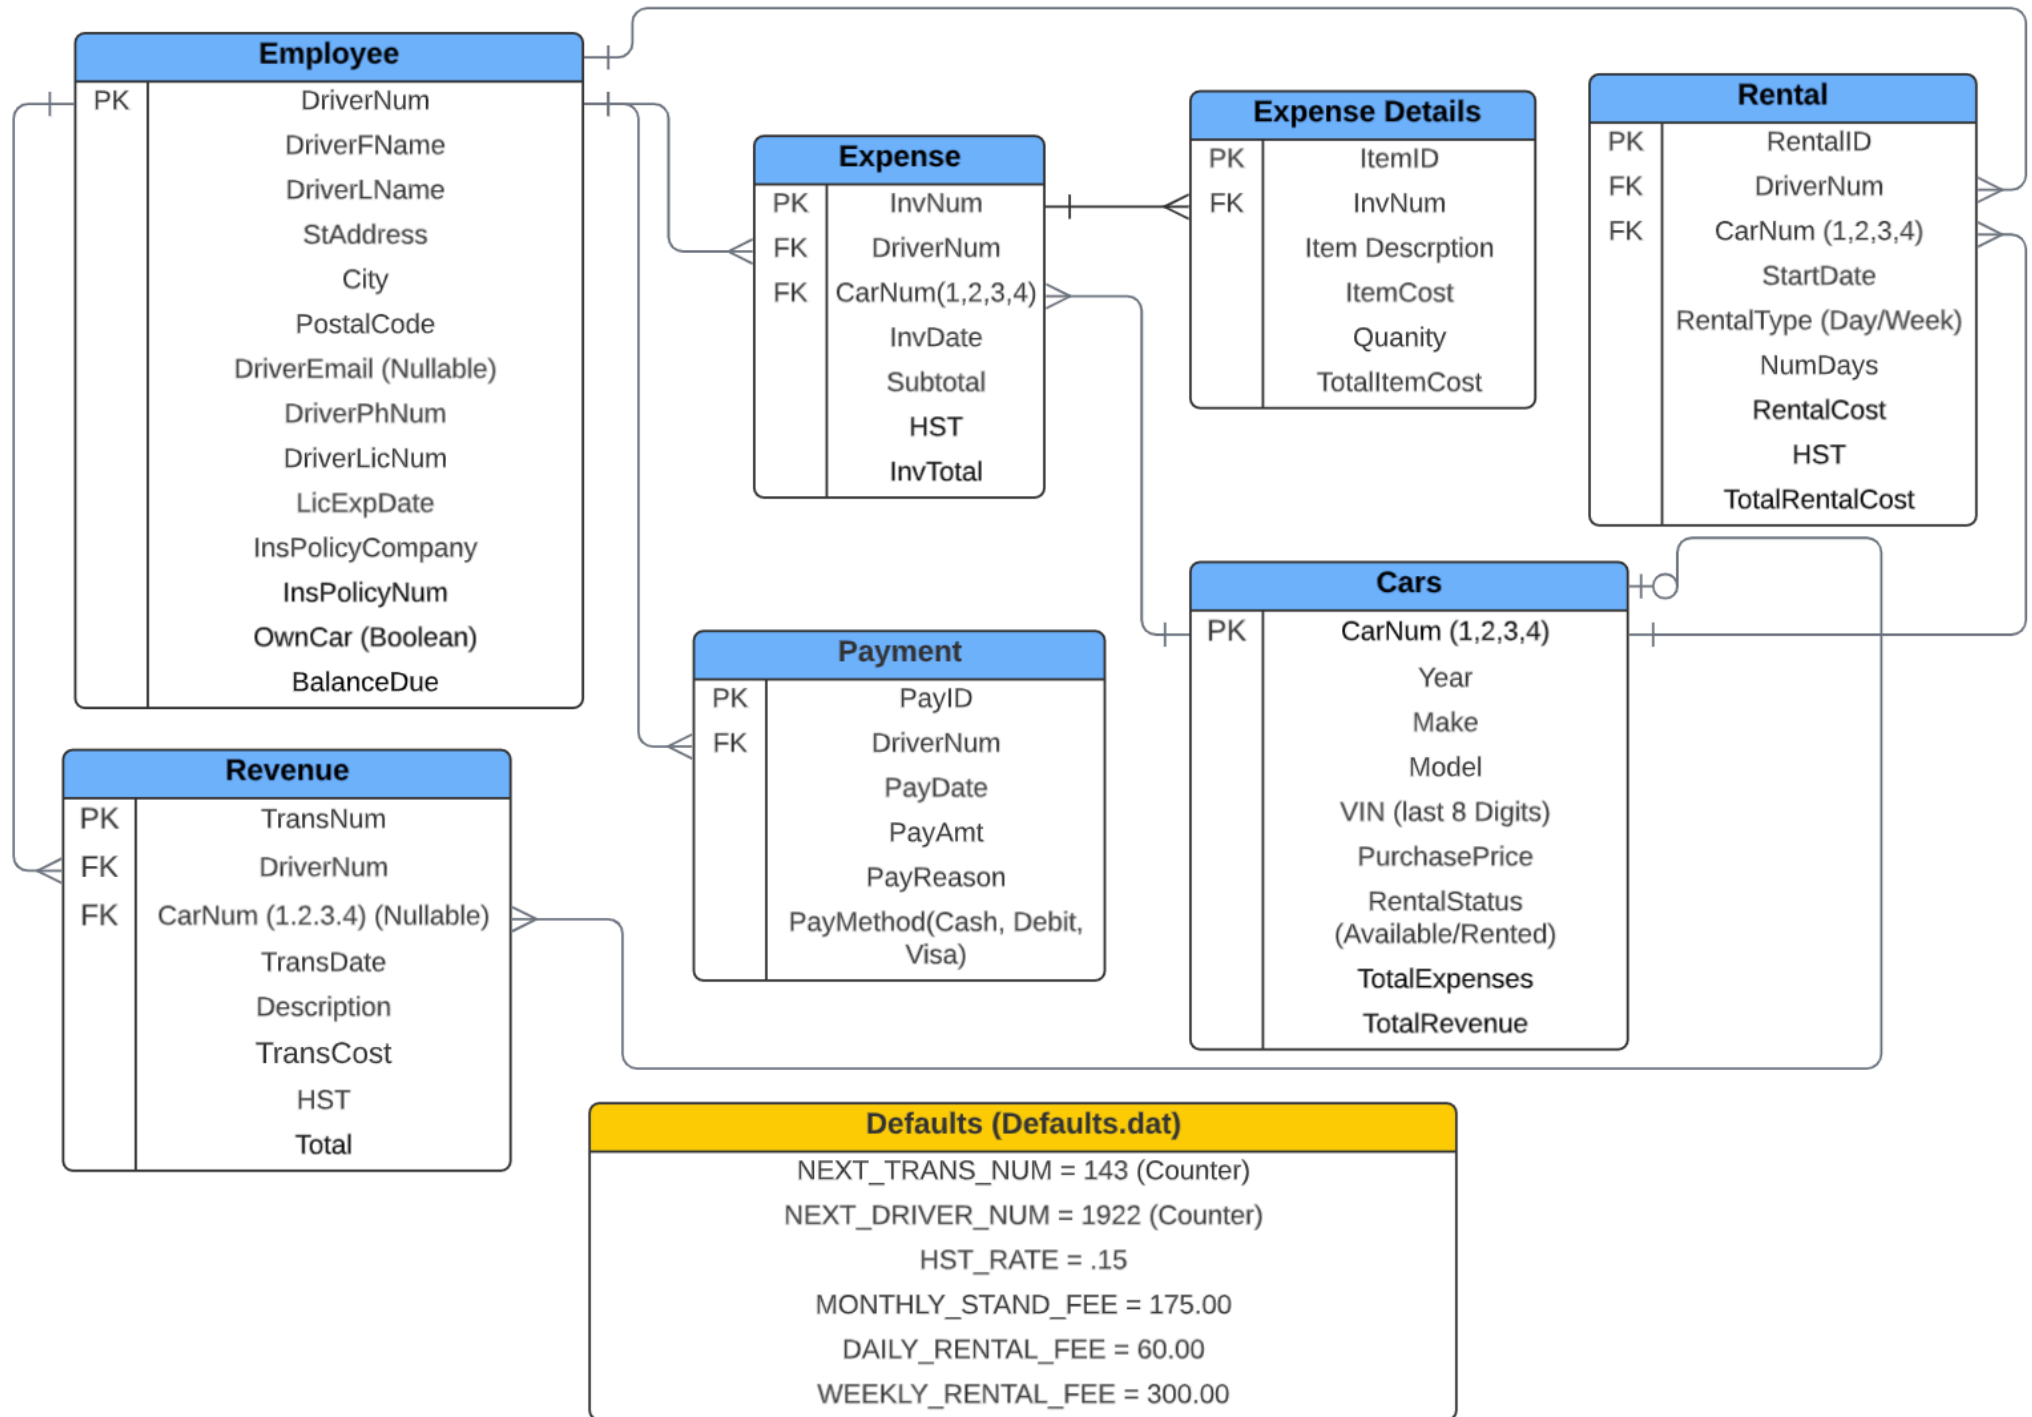 Employee
PK DriverNum
DriverFName
DriverLName
StAddress
City
PostalCode
DriverEmail (Nullable)
DriverPhNum
DriverLicNum
LicExpDate
InsPolicyCompany
InsPolicyNum
OwnCar (Boolean)
BalanceDue
Expense
PK InvNum
FK DriverNum
FK CarNum(1,2,3,4)
InvDate
Subtotal
HST
InvTotal
Expense Details
PK ItemID
FK InvNum
Item Descrption
ItemCost
Quanity
TotalItemCost
Rental
PK RentalID
FK DriverNum
FK CarNum (1,2,3,4)
StartDate
RentalType (Day/Week)
NumDays
RentalCost
HST
TotalRentalCost
Revenue
PK TransNum
FK DriverNum
FK CarNum (1.2.3.4) (Nullable)
TransDate
Description
TransCost
HST
Total
Payment
PK PayID
FK DriverNum
PayDate
PayAmt
PayReason
PayMethod(Cash, Debit,
Visa)
Cars
PK CarNum (1,2,3,4)
Year
Make
Model
VIN (last 8 Digits)
PurchasePrice
RentalStatus
(Available/Rented)
TotalExpenses
TotalRevenue
Defaults (Defaults.dat)
NEXT_TRANS_NUM = 143 (Counter)
NEXT_DRIVER_NUM = 1922 (Counter)
HST_RATE = .15
MONTHLY_STAND_FEE = 175.00
DAILY_RENTAL_FEE = 60.00
WEEKLY_RENTAL_FEE = 300.00